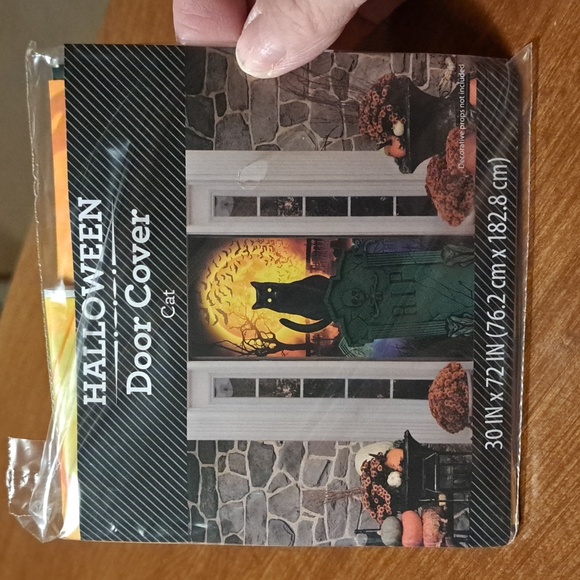 HALLOWEEN
Door Cover
Cat
RIP
Decorative props not included
30 IN x 72 IN (76.2 cm x 182.8 cm)